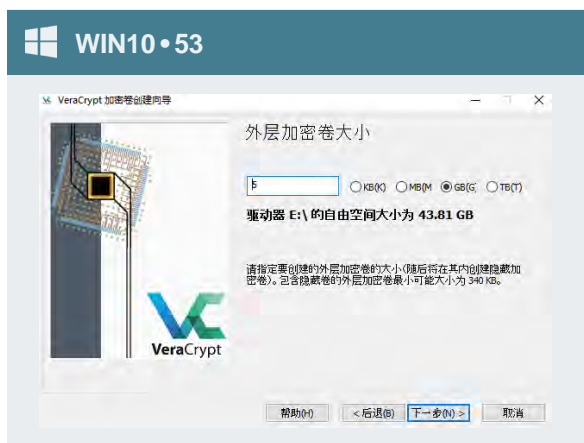 WIN10•53
VeraCrypt 加密卷创建向导
外层加密卷大小
5
KB(K) MB(M GB(G TB(T)
驱动器 E:\ 的自由空间大小为 43.81 GB
请指定要创建的外层加密卷的大小(随后将在其内创建隐藏加
密卷)。包含隐藏卷的外层加密卷最小可能大小为 340 KB。
VeraCrypt
帮助(H) < 后退(B) 下一步(N) > 取消